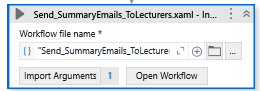 Send_SummaryEmails_ToLecturers.xaml - In...
Workflow file name *
{} "Send_SummaryEmails_ToLecturer
...
Import Arguments 1 Open Workflow